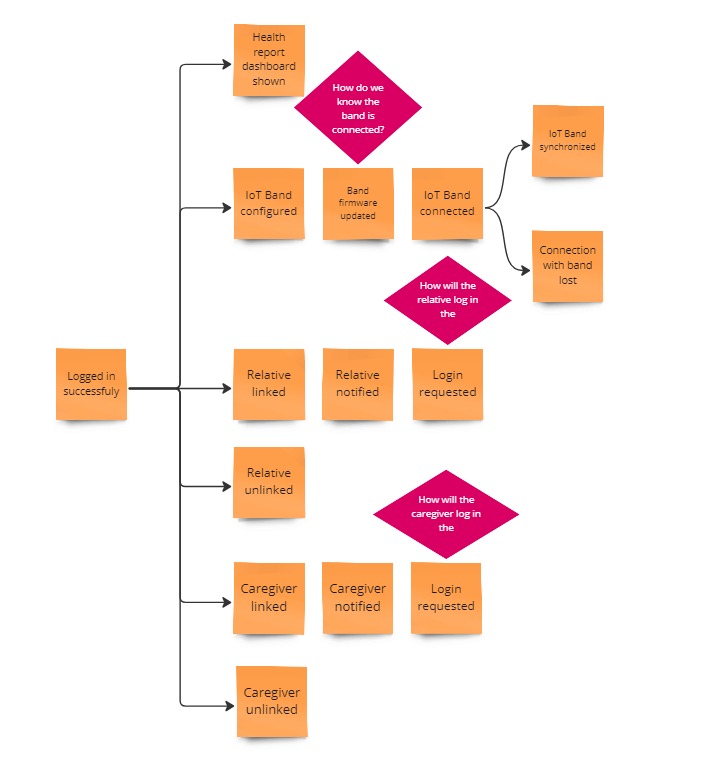 Health
report
dashboard
shown
How do we
know the
band is
connected?
IoT Band
synchronized
IoT Band
configured
Band
firmware
updated
IoT Band
connected
Connection
with band
lost
How will the
relative log in
the
Logged in
successfuly
Relative
linked
Relative
notified
Login
requested
Relative
unlinked
How will the
caregiver log in
the
Caregiver
linked
Caregiver
notified
Login
requested
Caregiver
unlinked